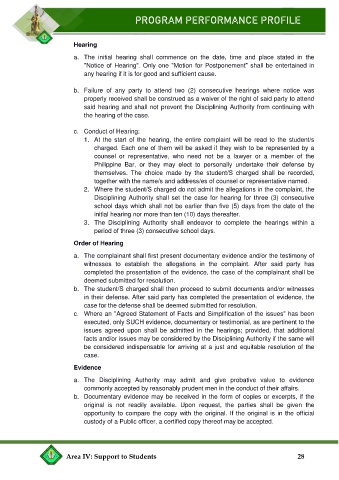 PROGRAM PERFORMANCE PROFILE
Hearing
a. The initial hearing shall commence on the date, time and place stated in the
"Notice of Hearing". Only one "Motion for Postponement" shall be entertained in
any hearing if it is for good and sufficient cause.
b. Failure of any party to attend two (2) consecutive hearings where notice was
properly received shall be construed as a waiver of the right of said party to attend
said hearing and shall not prevent the Disciplining Authority from continuing with
the hearing of the case.
c. Conduct of Hearing:
1. At the start of the hearing, the entire complaint will be read to the student/s
charged. Each one of them will be asked if they wish to be represented by a
counsel or representative, who need not be a lawyer or a member of the
Philippine Bar, or they may elect to personally undertake their defense by
themselves. The choice made by the student/S charged shall be recorded,
together with the name/s and address/es of counsel or representative named.
2. Where the student/S charged do not admit the allegations in the complaint, the
Disciplining Authority shall set the case for hearing for three (3) consecutive
school days which shall not be earlier than five (5) days from the date of the
initial hearing nor more than ten (10) days thereafter.
3. The Disciplining Authority shall endeavor to complete the hearings within a
period of three (3) consecutive school days.
Order of Hearing
a. The complainant shall first present documentary evidence and/or the testimony of
witnesses to establish the allegations in the complaint. After said party has
completed the presentation of the evidence, the case of the complainant shall be
deemed submitted for resolution.
b. The student/S charged shall then proceed to submit documents and/or witnesses
in their defense. After said party has completed the presentation of evidence, the
case for the defense shall be deemed submitted for resolution.
c. Where an "Agreed Statement of Facts and Simplification of the issues" has been
executed, only SUCH evidence, documentary or testimonial, as are pertinent to the
issues agreed upon shall be admitted in the hearings; provided, that additional
facts and/or issues may be considered by the Disciplining Authority if the same will
be considered indispensable for arriving at a just and equitable resolution of the
case.
Evidence
a. The Disciplining Authority may admit and give probative value to evidence
commonly accepted by reasonably prudent men in the conduct of their affairs.
b. Documentary evidence may be received in the form of copies or excerpts, if the
original is not readily available. Upon request, the parties shall be given the
opportunity to compare the copy with the original. If the original is in the official
custody of a Public officer, a certified copy thereof may be accepted.
Area IV: Support to Students 28